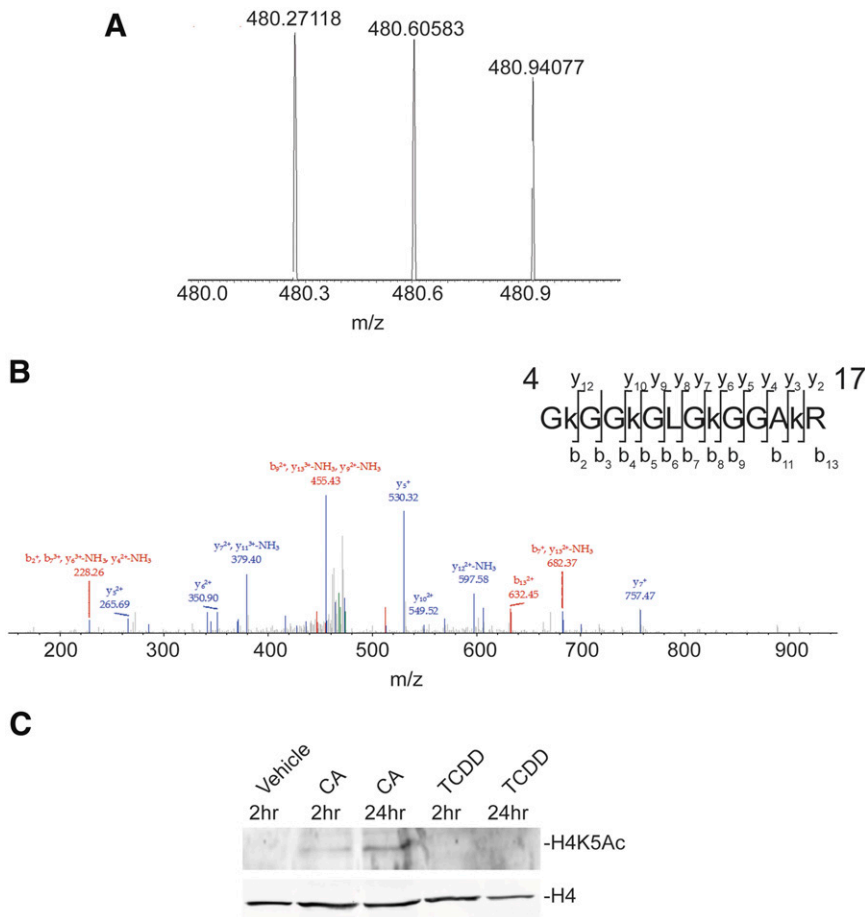 A
480.27118
480.60583
480.94077
480.0 480.3 480.6 480.9
m/z
B
4 y₁₂ y₁₀ y₉ y₈ y₇ y₆ y₅ y₄ y₃ y₂ 17
GkGGkGLGkGGAkR
b₂ b₃ b₄ b₅ b₆ b₇ b₈ b₉ b₁₁ b₁₃
b₉²⁺, y₁₃³⁺-NH₃, y₉²⁺-NH₃
455.43
y₅⁺
530.32
b₂⁺, b₇³⁺, y₆³⁺-NH₃, y₄²⁺-NH₃
228.26
y₅²⁺
265.69
y₆²⁺
350.90
y₇²⁺, y₁₁³⁺-NH₃
379.40
y₁₀²⁺
549.52
y₁₂²⁺-NH₃
597.58
b₁₃²⁺
632.45
b₇⁺, y₁₃²⁺-NH₃
682.37
y₇⁺
757.47
200 300 400 500 600 700 800 900
m/z
C
Vehicle CA CA TCDD TCDD
2hr 2hr 24hr 2hr 24hr
-H4K5Ac
-H4